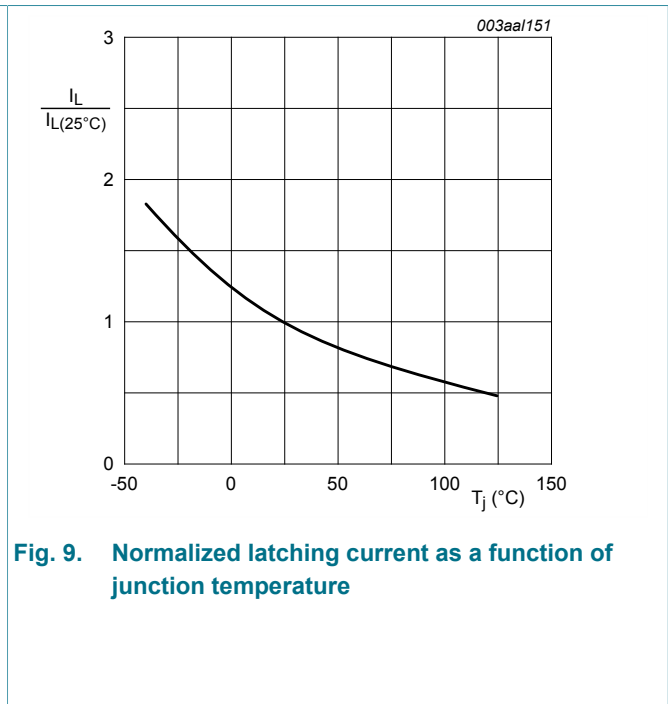 003aal151
3
I_L
I_L(25°C)
2
1
0
-50 0 50 100 150
T_j (°C)
Fig. 9. Normalized latching current as a function of
junction temperature